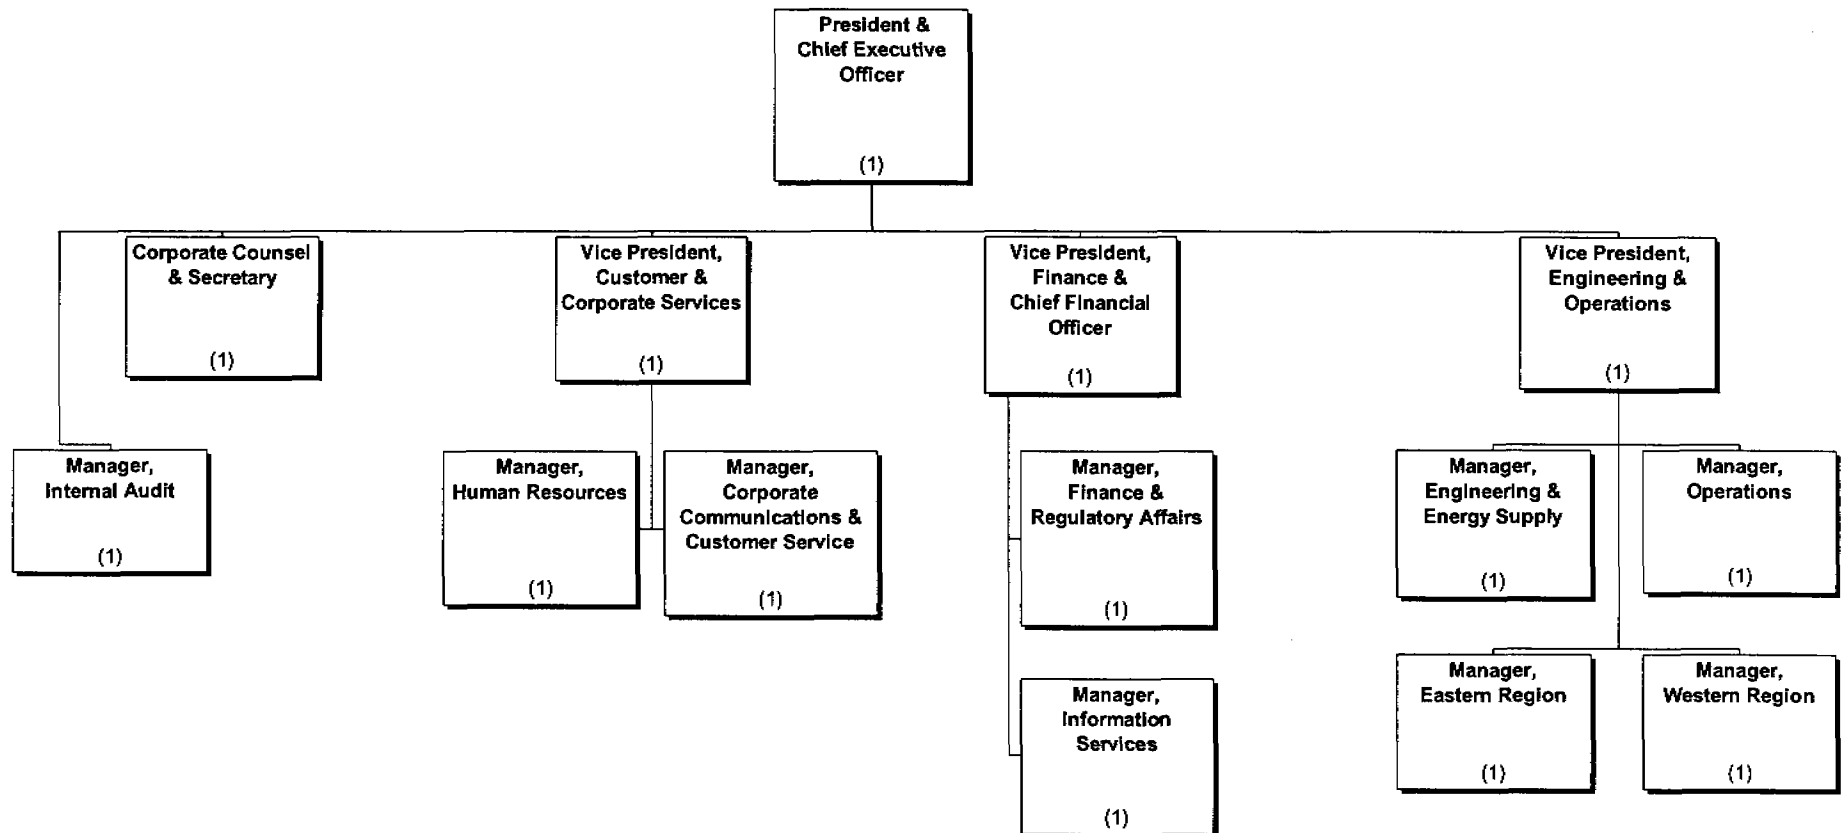 President &
Chief Executive
Officer
(1)
Corporate Counsel
& Secretary
(1)
Vice President,
Customer &
Corporate Services
(1)
Vice President,
Finance &
Chief Financial
Officer
(1)
Vice President,
Engineering &
Operations
(1)
Manager,
Internal Audit
(1)
Manager,
Human Resources
(1)
Manager,
Corporate
Communications &
Customer Service
(1)
Manager,
Finance &
Regulatory Affairs
(1)
Manager,
Engineering &
Energy Supply
(1)
Manager,
Operations
(1)
Manager,
Information
Services
(1)
Manager,
Eastern Region
(1)
Manager,
Western Region
(1)